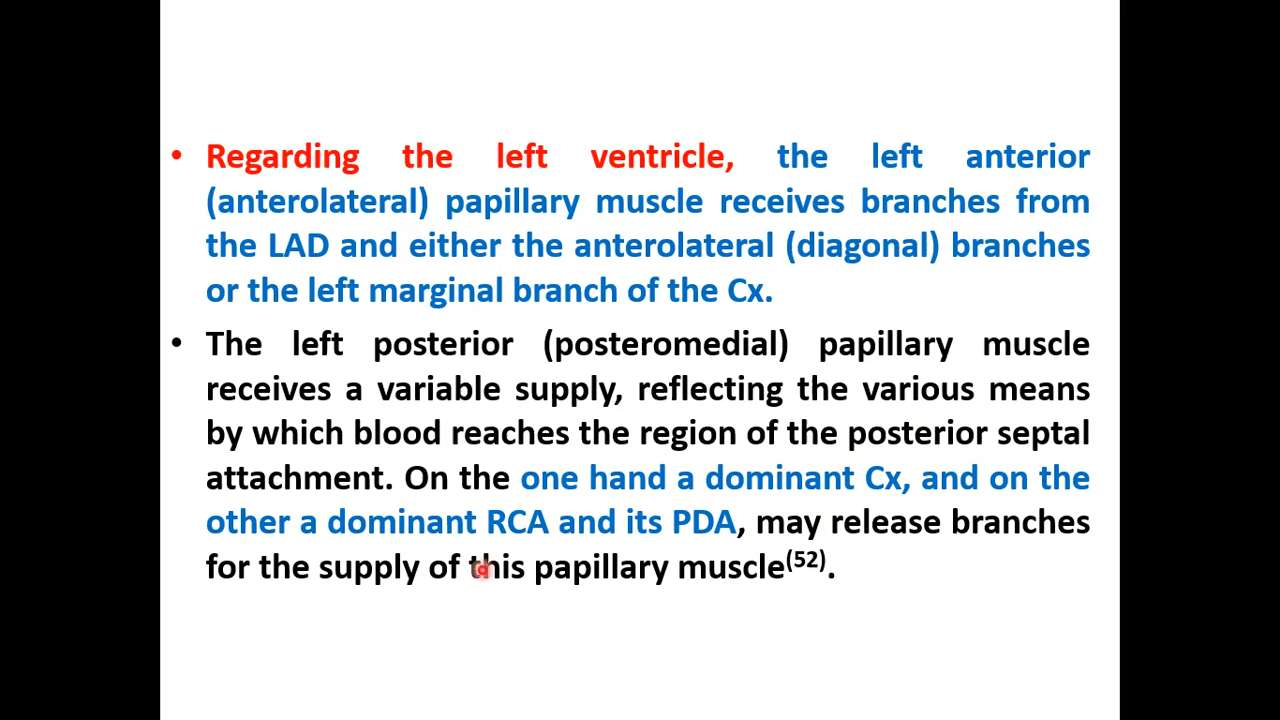 • Regarding the left ventricle, the left anterior
(anterolateral) papillary muscle receives branches from
the LAD and either the anterolateral (diagonal) branches
or the left marginal branch of the Cx.
• The left posterior (posteromedial) papillary muscle
receives a variable supply, reflecting the various means
by which blood reaches the region of the posterior septal
attachment. On the one hand a dominant Cx, and on the
other a dominant RCA and its PDA, may release branches
for the supply of this papillary muscle(52).